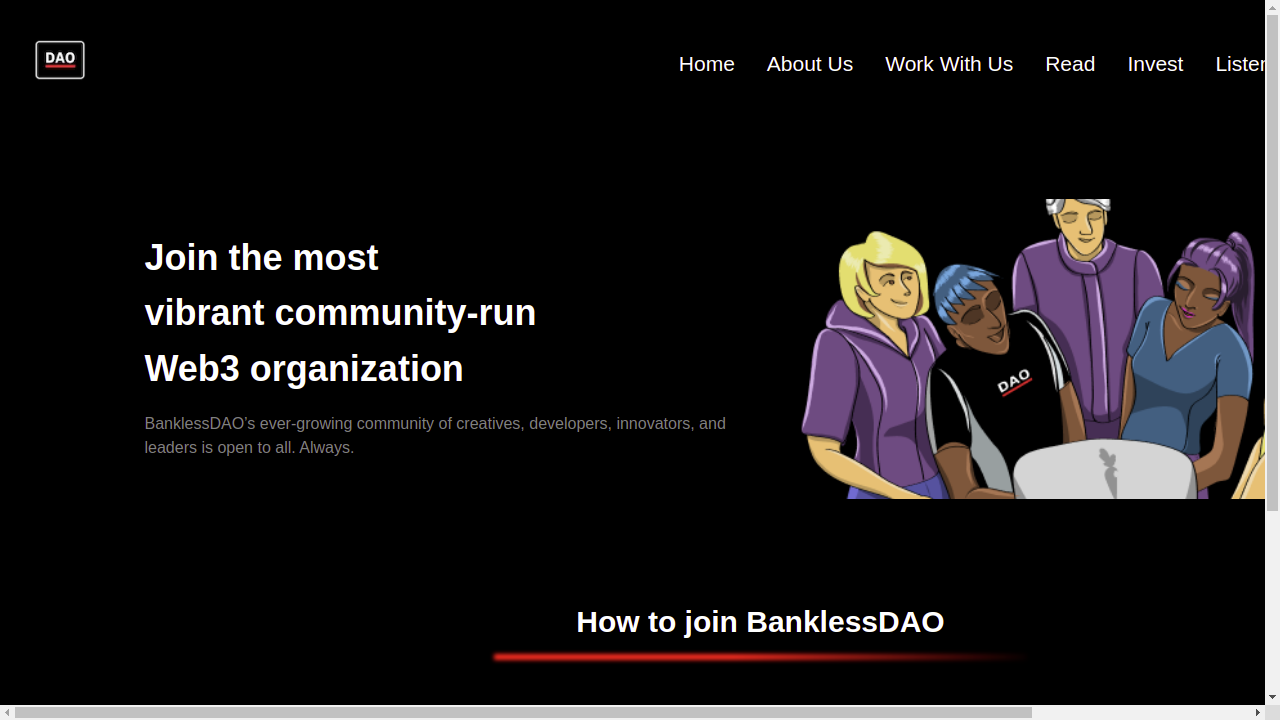 DAO
Home About Us Work With Us Read Invest Listen
Join the most
vibrant community-run
Web3 organization
BanklessDAO's ever-growing community of creatives, developers, innovators, and
leaders is open to all. Always.
DAO
How to join BanklessDAO